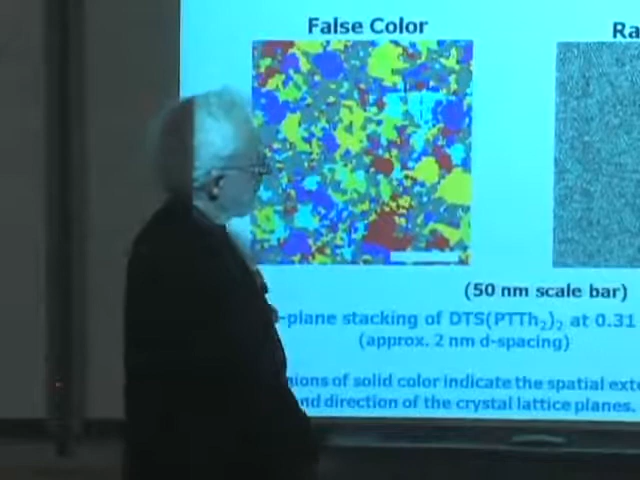 False Color
Ra
(50 nm scale bar)
-plane stacking of DTS(PTTh₂)₂ at 0.31
(approx. 2 nm d-spacing)
ions of solid color indicate the spatial exte
nd direction of the crystal lattice planes.